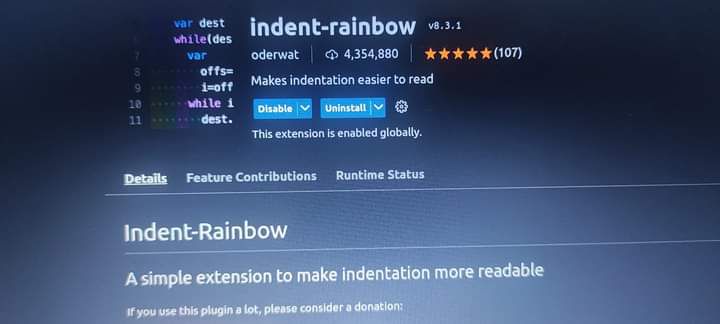 var dest
while(des
7 var
8 offs=
9 i=off
10 while i
11 dest.
indent-rainbow v8.3.1
oderwat 4,354,880 (107)
Makes indentation easier to read
Disable Uninstall
This extension is enabled globally.
Details Feature Contributions Runtime Status
Indent-Rainbow
A simple extension to make indentation more readable
If you use this plugin a lot, please consider a donation: